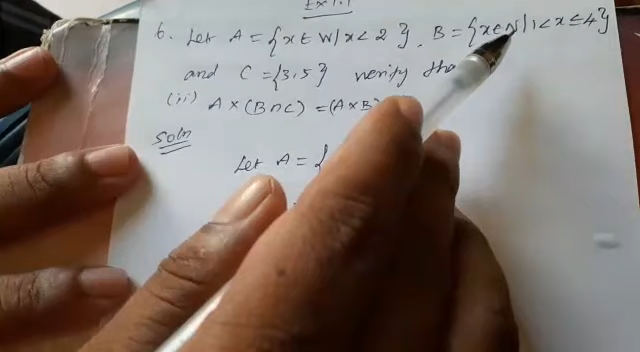 Ex 1.1
6. Let A = {x ∈ W | x < 2}, B = {x ∈ N | 1 < x ≤ 4}
and C = {3,5} verify tha
(ii) A × (B ∩ C) = (A × B)
Soln
Let A = {